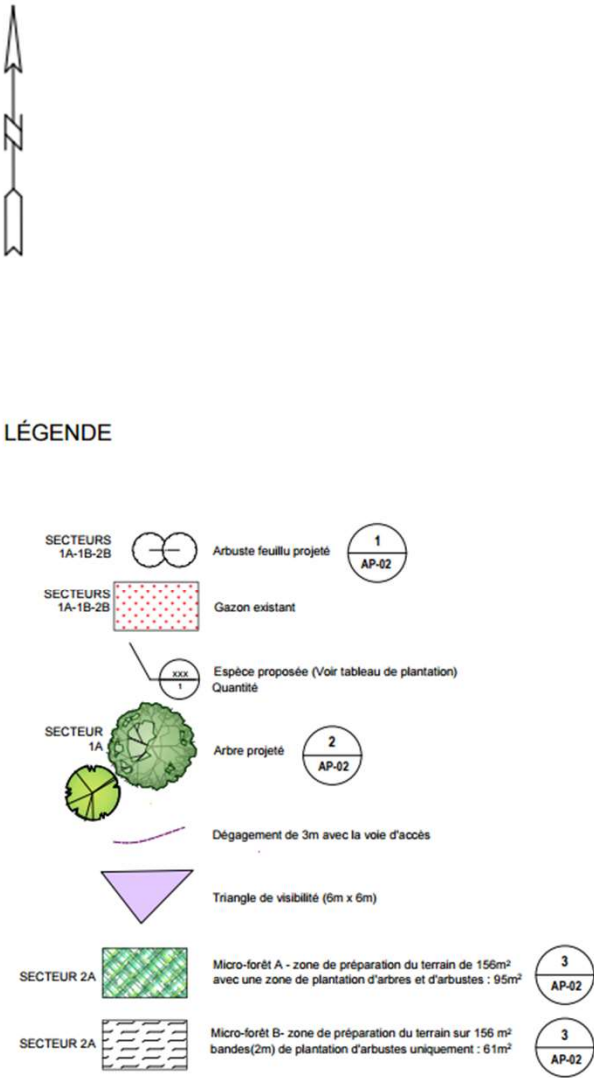 N
LÉGENDE
SECTEURS
1A-1B-2B
Arbuste feuillu projeté
1
AP-02
SECTEURS
1A-1B-2B
Gazon existant
XXX
1
Espèce proposée (Voir tableau de plantation)
Quantité
SECTEUR
1A
Arbre projeté
2
AP-02
Dégagement de 3m avec la voie d'accès
Triangle de visibilité (6m x 6m)
SECTEUR 2A
Micro-forêt A - zone de préparation du terrain de 156m²
avec une zone de plantation d'arbres et d'arbustes : 95m²
3
AP-02
SECTEUR 2A
Micro-forêt B- zone de préparation du terrain sur 156 m²
bandes(2m) de plantation d'arbustes uniquement : 61m²
3
AP-02